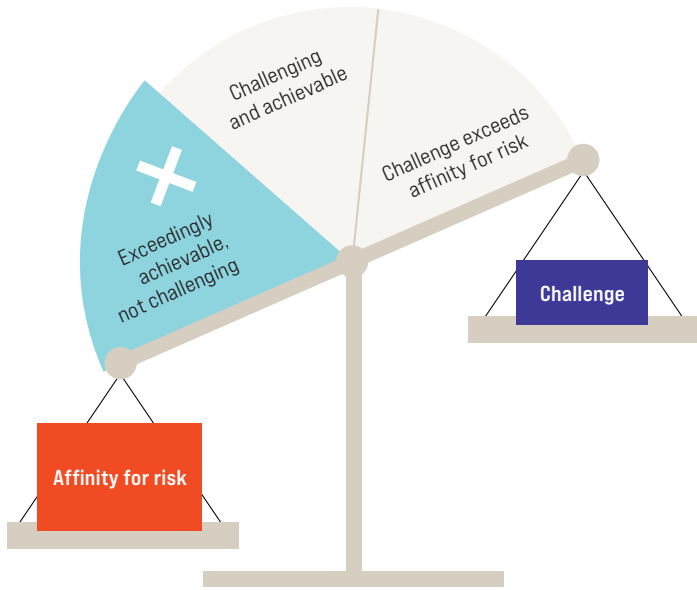 Challenging
and achievable
Challenge exceeds
affinity for risk
Exceedingly
achievable,
not challenging
Challenge
Affinity for risk